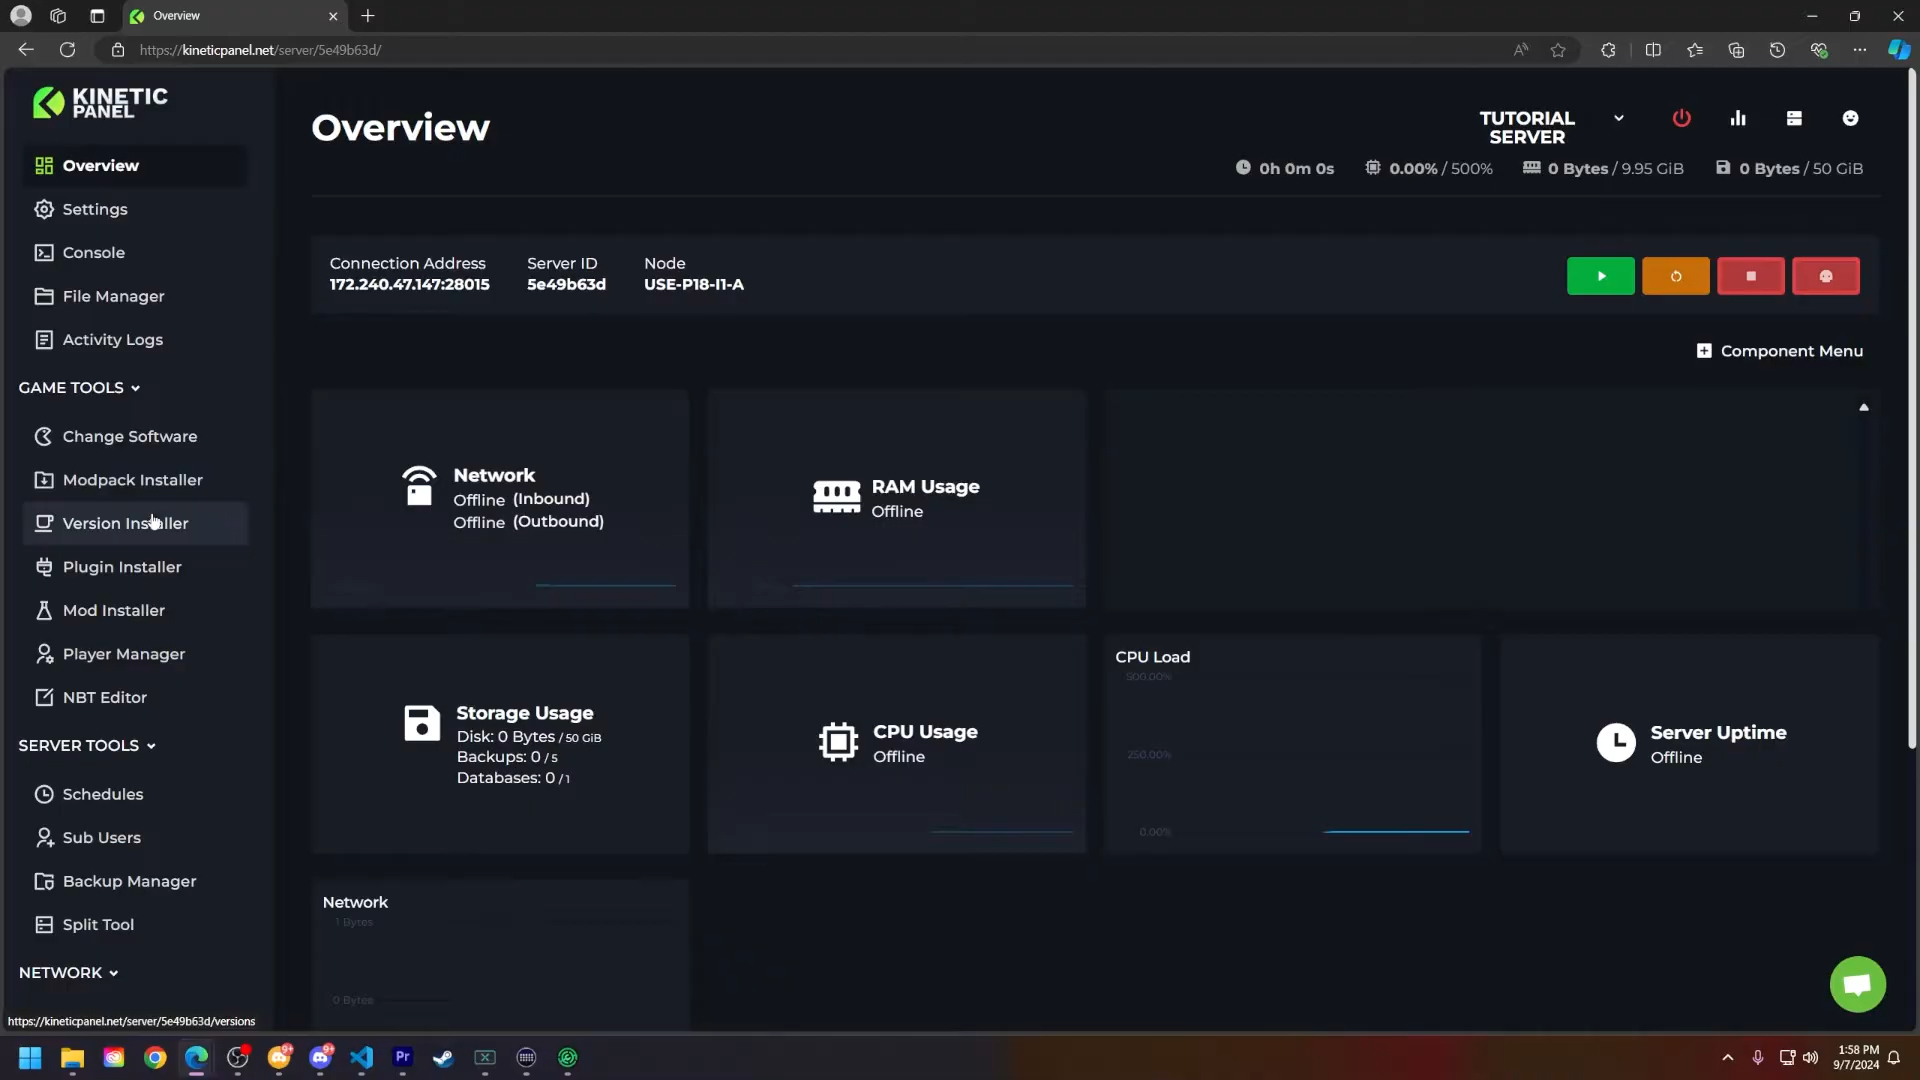 Overview
https://kineticpanel.net/server/5e49b63d/
KINETIC
PANEL
Overview
Settings
Console
File Manager
Activity Logs
GAME TOOLS
Change Software
Modpack Installer
Version Installer
Plugin Installer
Mod Installer
Player Manager
NBT Editor
SERVER TOOLS
Schedules
Sub Users
Backup Manager
Split Tool
NETWORK
https://kineticpanel.net/server/5e49b63d/versions
Overview
TUTORIAL
SERVER
0h 0m 0s
0.00% / 500%
0 Bytes / 9.95 GiB
0 Bytes / 50 GiB
Connection Address
172.240.47.147:28015
Server ID
5e49b63d
Node
USE-P18-I1-A
Component Menu
Network
Offline (Inbound)
Offline (Outbound)
RAM Usage
Offline
Storage Usage
Disk: 0 Bytes / 50 GiB
Backups: 0 / 5
Databases: 0 / 1
CPU Usage
Offline
CPU Load
500.00%
250.00%
0.00%
Server Uptime
Offline
Network
1 Bytes
0 Bytes
9+
9+
Pr
1:58 PM
9/7/2024